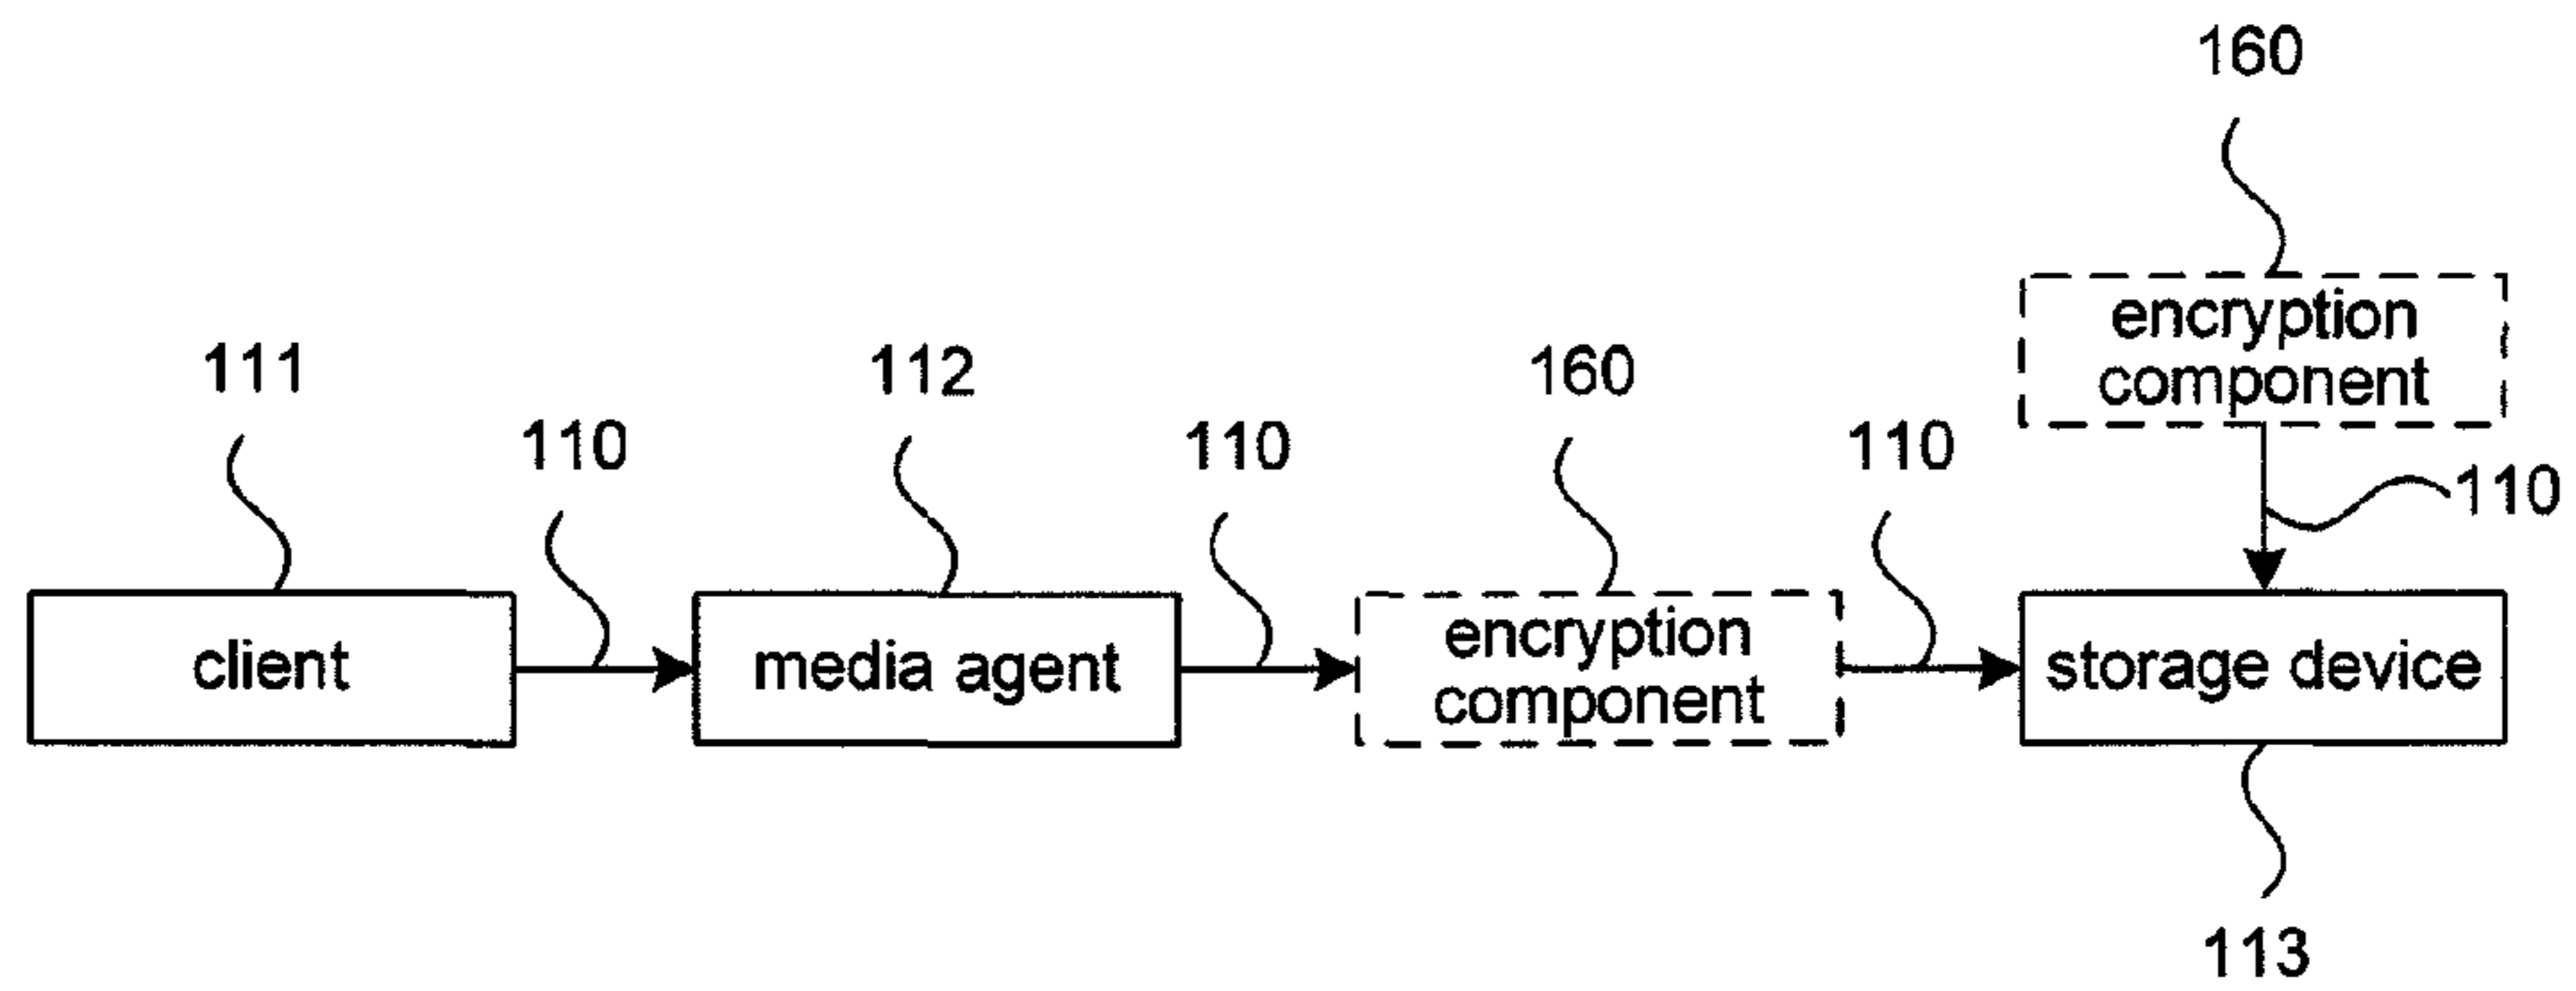 160
encryption
component
111
110
112
110
160
110
110
client
media agent
encryption
component
storage device
113